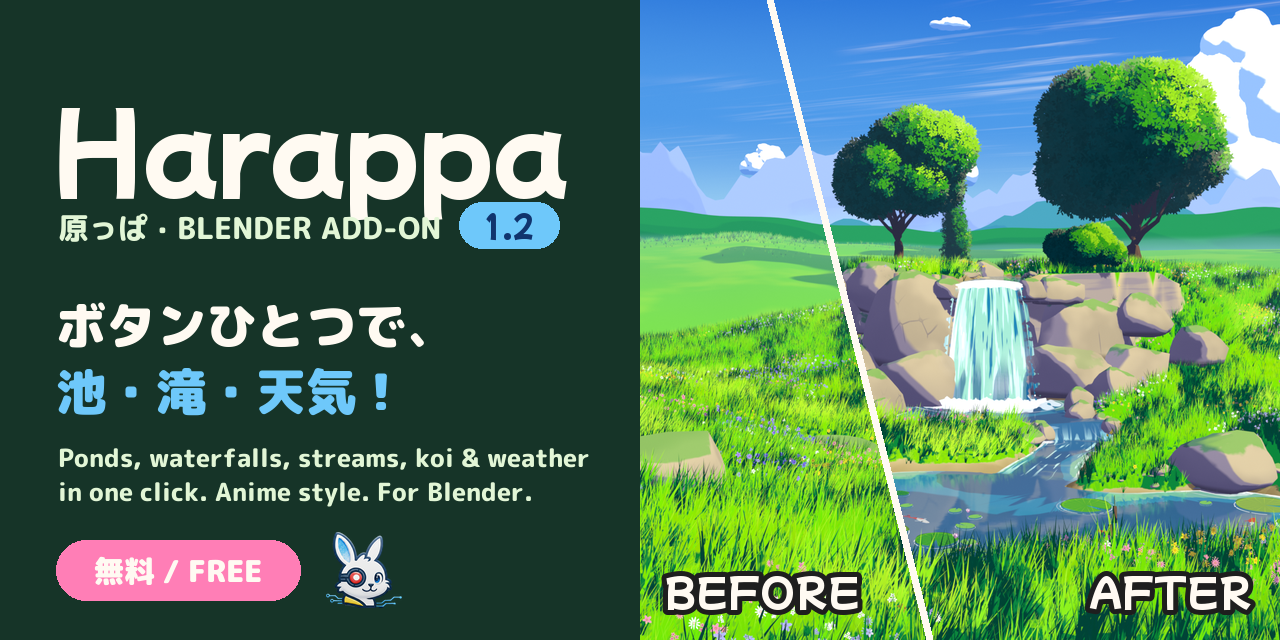 Harappa
原っぱ・BLENDER ADD-ON 1.2
ボタンひとつで、
池・滝・天気！
Ponds, waterfalls, streams, koi & weather
in one click. Anime style. For Blender.
無料 / FREE
BEFORE
AFTER